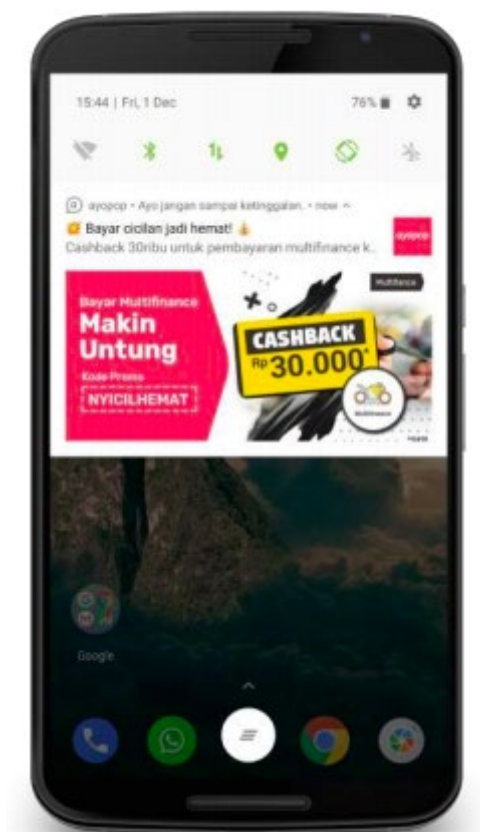 15:44 | Fri, 1 Dec
76%
ayopop • Ayo jangan sampai ketinggalan. • now
Bayar cicilan jadi hemat!
Cashback 30ribu untuk pembayaran multifinance k..
ayopop
Multifinance
Bayar Multifinance
Makin
Untung
Kode Promo
NYICILHEMAT
CASHBACK
Rp 30.000*
Multifinance
Google